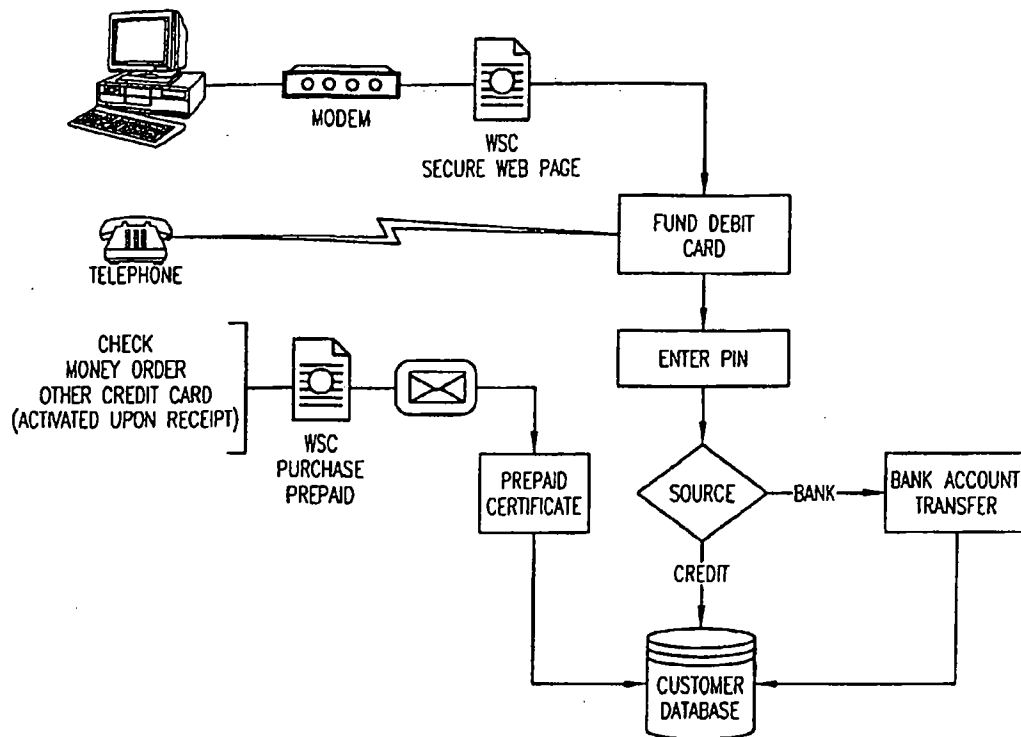 MODEM
WSC
SECURE WEB PAGE
FUND DEBIT
CARD
TELEPHONE
ENTER PIN
CHECK
MONEY ORDER
OTHER CREDIT CARD
(ACTIVATED UPON RECEIPT)
WSC
PURCHASE
PREPAID
PREPAID
CERTIFICATE
SOURCE
BANK
BANK ACCOUNT
TRANSFER
CREDIT
CUSTOMER
DATABASE